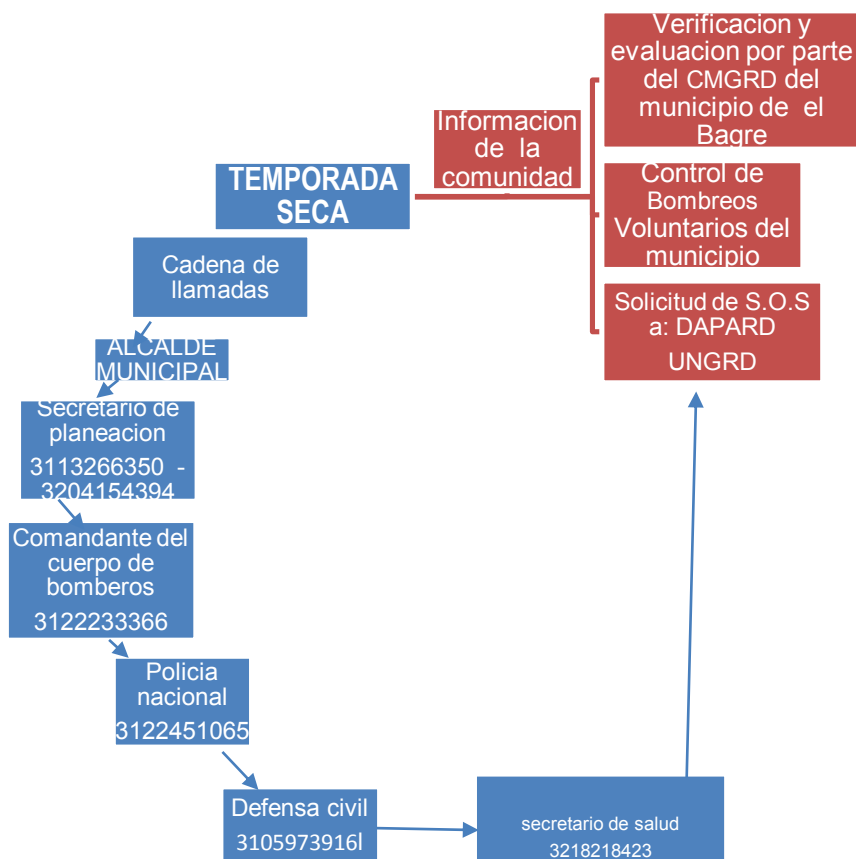 TEMPORADA
SECA
Informacion
de la
comunidad
Verificacion y
evaluacion por parte
del CMGRD del
municipio de el
Bagre
Control de
Bombreos
Voluntarios del
municipio
Solicitud de S.O.S
a: DAPARD
UNGRD
Cadena de
llamadas
ALCALDE
MUNICIPAL
Secretario de
planeacion
3113266350 -
3204154394
Comandante del
cuerpo de
bomberos
3122233366
Policia
nacional
3122451065
Defensa civil
3105973916l
secretario de salud
3218218423